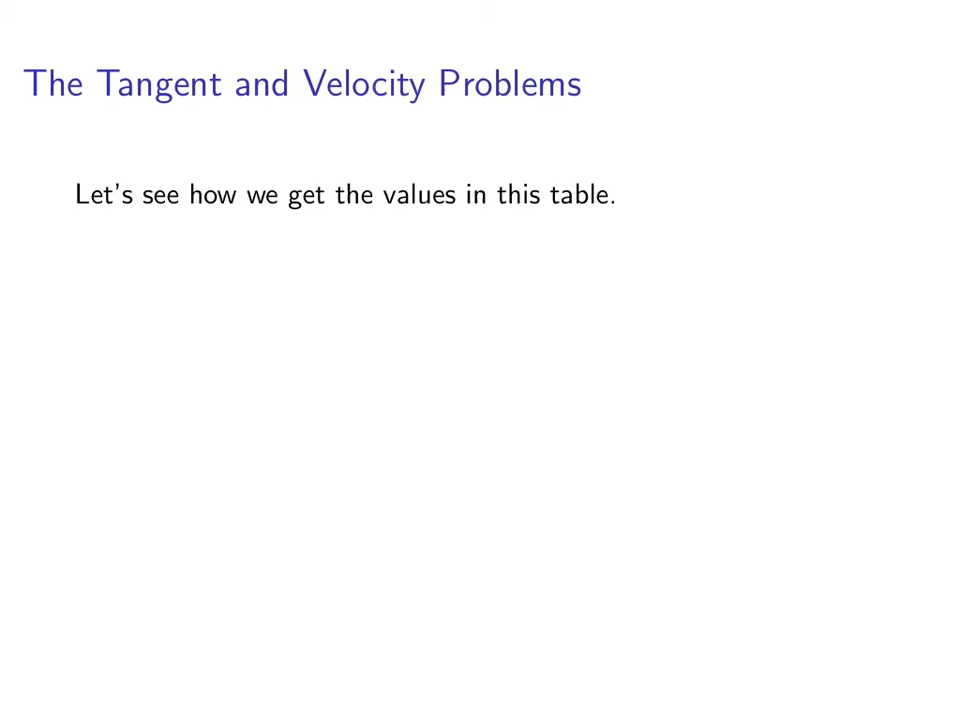 The Tangent and Velocity Problems
Let's see how we get the values in this table.